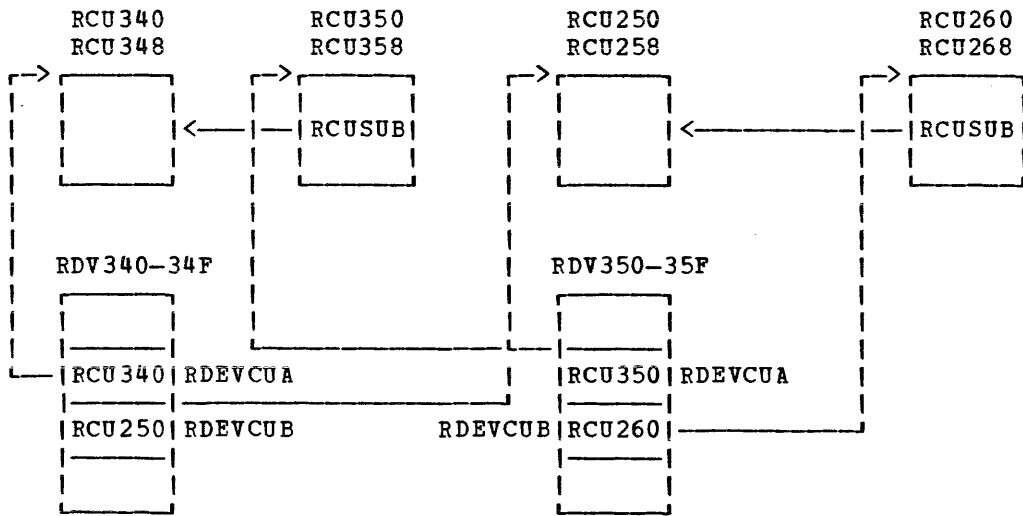 RCU340 RCU350 RCU250 RCU260
RCU348 RCU358 RCU258 RCU268
RCUSUB RCUSUB
RDV340-34F RDV350-35F
RCU340 RDEVCUA RCU350 RDEVCUA
RCU250 RDEVCUB RDEVCUB RCU260